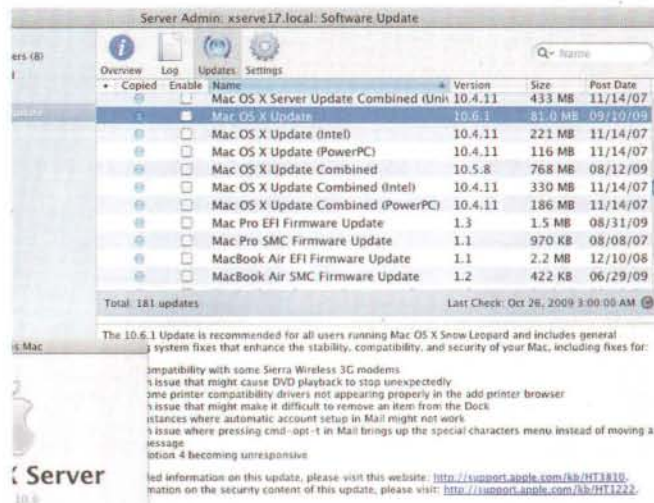 Server Admin: xserve17.local: Software Update
ers (8)
Overview Log Updates Settings
Name
Copied Enable Name Version Size Post Date
Mac OS X Server Update Combined (Univ 10.4.11 433 MB 11/14/07
Mac OS X Update 10.6.1 81.0 MB 09/10/09
Mac OS X Update (Intel) 10.4.11 221 MB 11/14/07
Mac OS X Update (PowerPC) 10.4.11 116 MB 11/14/07
Mac OS X Update Combined 10.5.8 768 MB 08/12/09
Mac OS X Update Combined (Intel) 10.4.11 330 MB 11/14/07
Mac OS X Update Combined (PowerPC) 10.4.11 186 MB 11/14/07
Mac Pro EFI Firmware Update 1.3 1.5 MB 08/31/09
Mac Pro SMC Firmware Update 1.1 970 KB 08/08/07
MacBook Air EFI Firmware Update 1.1 2.2 MB 12/10/08
MacBook Air SMC Firmware Update 1.2 422 KB 06/29/09
Total: 181 updates Last Check: Oct 26, 2009 3:00:00 AM
The 10.6.1 Update is recommended for all users running Mac OS X Snow Leopard and includes general
system fixes that enhance the stability, compatibility, and security of your Mac, including fixes for:
s Mac
ompatibility with some Sierra Wireless 3G modems
n issue that might cause DVD playback to stop unexpectedly
ome printer compatibility drivers not appearing properly in the add printer browser
n issue that might make it difficult to remove an item from the Dock
stances where automatic account setup in Mail might not work
n issue where pressing cmd-opt-t in Mail brings up the special characters menu instead of moving a
essage
otion 4 becoming unresponsive
led information on this update, please visit this website: http://support.apple.com/kb/HT3810.
mation on the security content of this update, please visit: http://support.apple.com/kb/HT1222.
X Server
10.6